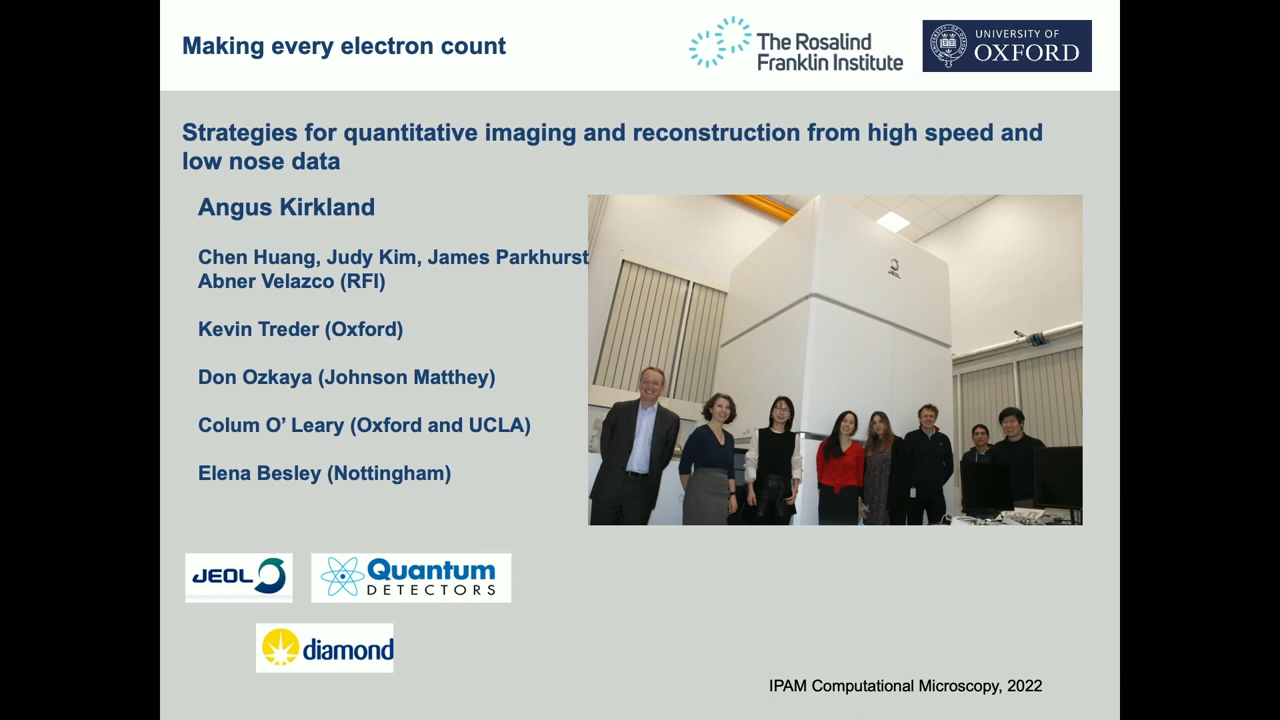 Making every electron count
The Rosalind
Franklin Institute
UNIVERSITY OF
OXFORD
Strategies for quantitative imaging and reconstruction from high speed and
low nose data
Angus Kirkland
Chen Huang, Judy Kim, James Parkhurst
Abner Velazco (RFI)
Kevin Treder (Oxford)
Don Ozkaya (Johnson Matthey)
Colum O’ Leary (Oxford and UCLA)
Elena Besley (Nottingham)
JEOL
Quantum
DETECTORS
diamond
IPAM Computational Microscopy, 2022